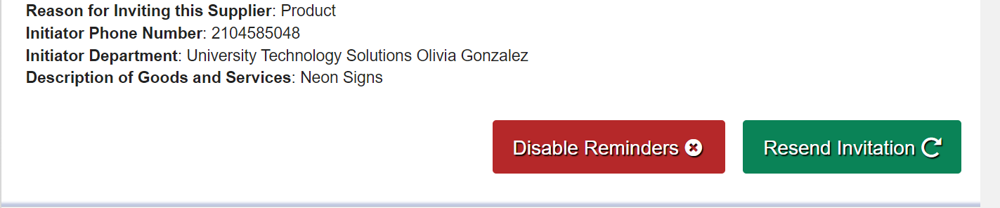 Reason for Inviting this Supplier: Product
Initiator Phone Number: 2104585048
Initiator Department: University Technology Solutions Olivia Gonzalez
Description of Goods and Services: Neon Signs
Disable Reminders
Resend Invitation